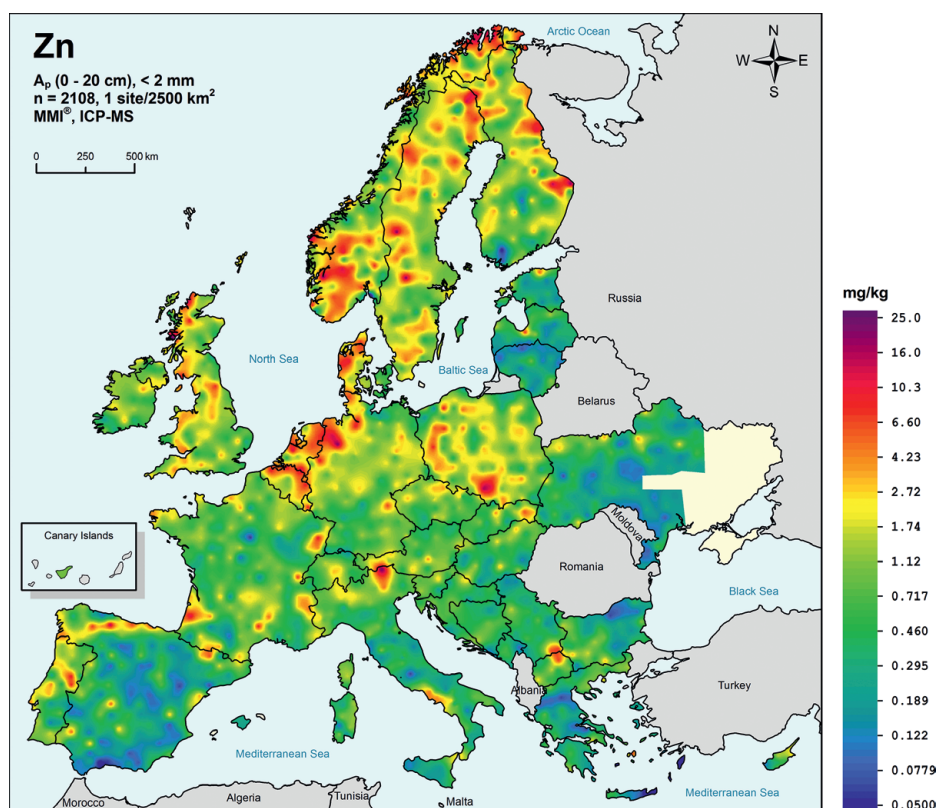 Zn
Aₚ (0 - 20 cm), < 2 mm
n = 2108, 1 site/2500 km²
MMI®, ICP-MS
0 250 500 km
N
W E
S
Arctic Ocean
Russia
North Sea
Baltic Sea
Belarus
Canary Islands
Moldova
Romania
Black Sea
Albania
Turkey
Mediterranean Sea
Mediterranean Sea
Morocco
Algeria
Tunisia
Malta
mg/kg
25.0
16.0
10.3
6.60
4.23
2.72
1.74
1.12
0.717
0.460
0.295
0.189
0.122
0.0779
0.0500